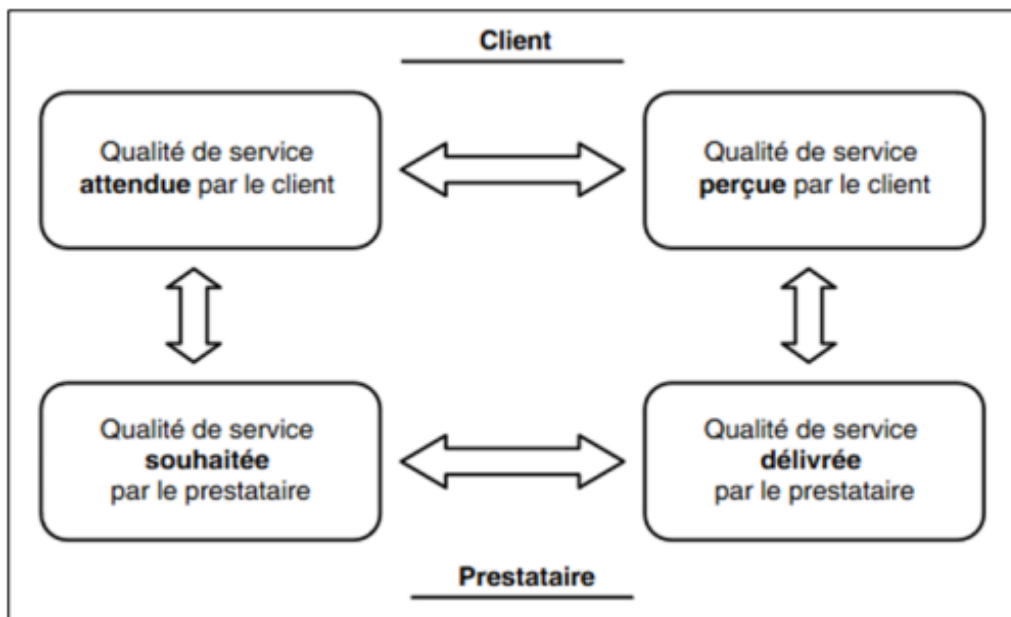 Client
Qualité de service
attendue par le client
Qualité de service
perçue par le client
Qualité de service
souhaitée
par le prestataire
Qualité de service
délivrée
par le prestataire
Prestataire